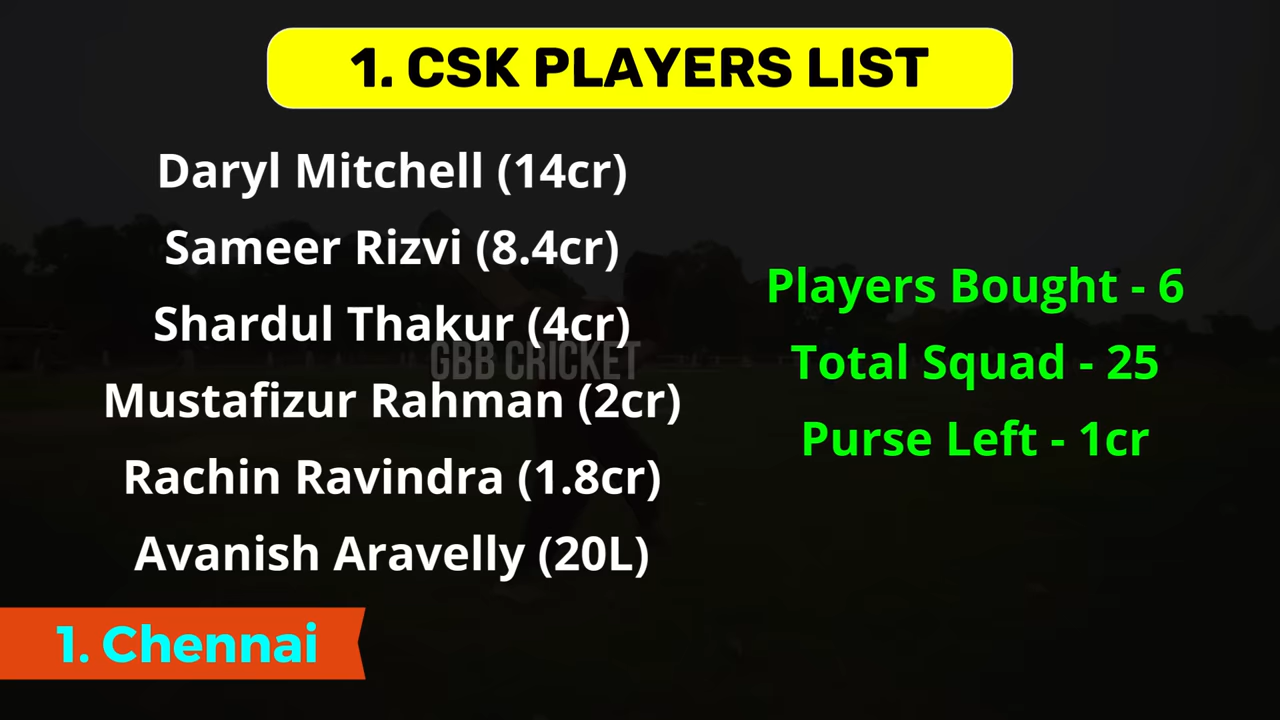 1. CSK PLAYERS LIST
Daryl Mitchell (14cr)
Sameer Rizvi (8.4cr)
Shardul Thakur (4cr)
Mustafizur Rahman (2cr)
Rachin Ravindra (1.8cr)
Avanish Aravelly (20L)
Players Bought - 6
Total Squad - 25
Purse Left - 1cr
GBB CRICKET
1. Chennai